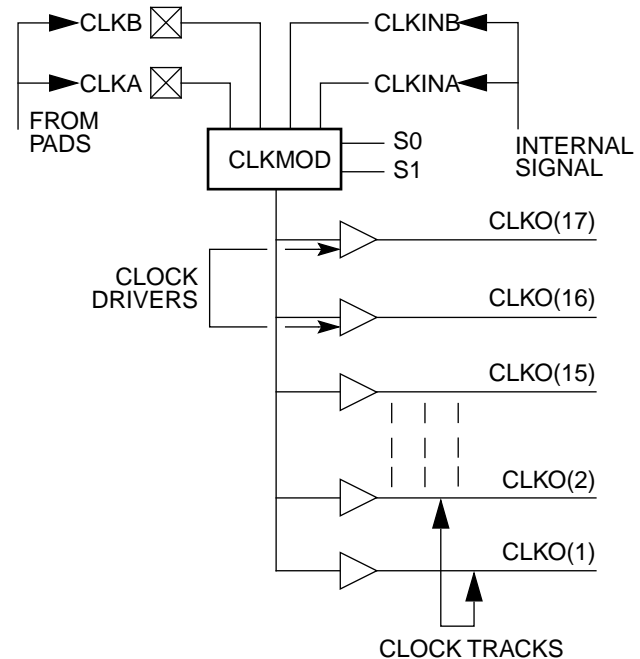 CLKB
CLKINB
CLKA
CLKINA
FROM
PADS
INTERNAL
SIGNAL
CLKMOD
S0
S1
CLKO(17)
CLOCK
DRIVERS
CLKO(16)
CLKO(15)
CLKO(2)
CLKO(1)
CLOCK TRACKS